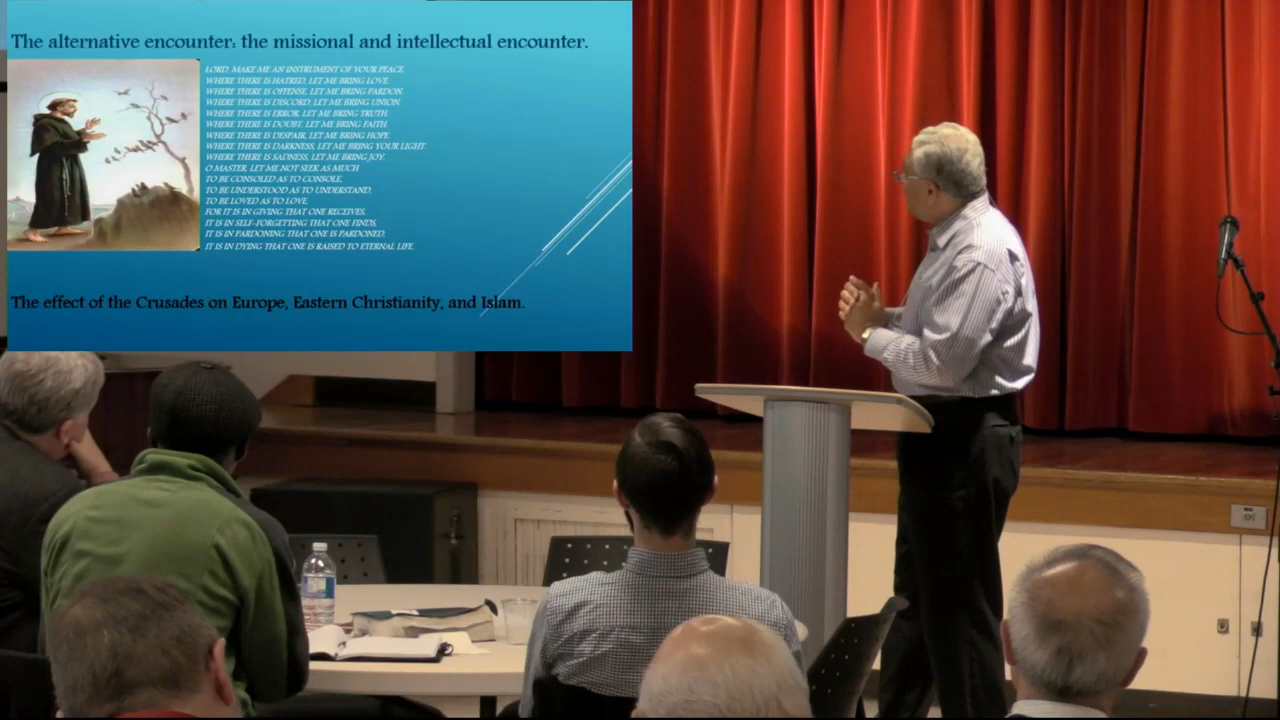 The alternative encounter: the missional and intellectual encounter.
LORD, MAKE ME AN INSTRUMENT OF YOUR PEACE.
WHERE THERE IS HATRED, LET ME BRING LOVE.
WHERE THERE IS OFFENSE, LET ME BRING PARDON.
WHERE THERE IS DISCORD, LET ME BRING UNION.
WHERE THERE IS ERROR, LET ME BRING TRUTH.
WHERE THERE IS DOUBT, LET ME BRING FAITH.
WHERE THERE IS DESPAIR, LET ME BRING HOPE.
WHERE THERE IS DARKNESS, LET ME BRING YOUR LIGHT.
WHERE THERE IS SADNESS, LET ME BRING JOY.
O MASTER, LET ME NOT SEEK AS MUCH
TO BE CONSOLED AS TO CONSOLE,
TO BE UNDERSTOOD AS TO UNDERSTAND,
TO BE LOVED AS TO LOVE,
FOR IT IS IN GIVING THAT ONE RECEIVES,
IT IS IN SELF-FORGETTING THAT ONE FINDS,
IT IS IN PARDONING THAT ONE IS PARDONED,
IT IS IN DYING THAT ONE IS RAISED TO ETERNAL LIFE.
The effect of the Crusades on Europe, Eastern Christianity, and Islam.